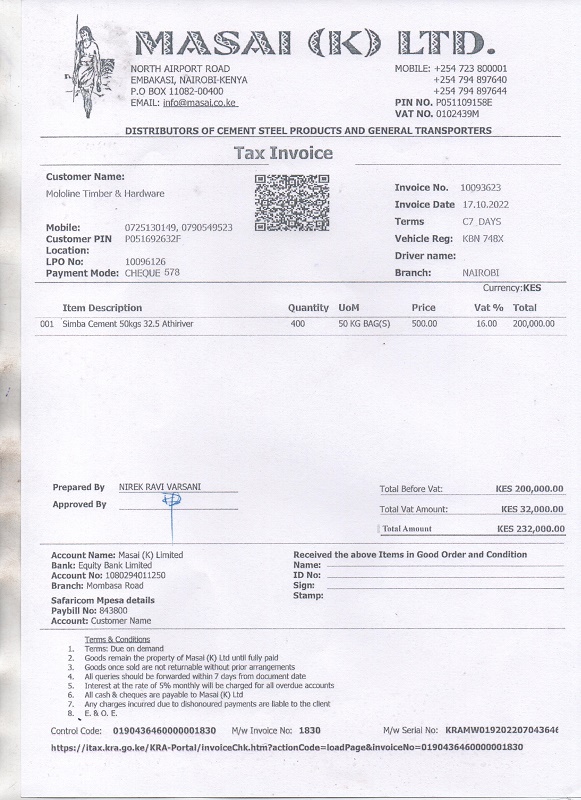 MASAI (K) LTD.
NORTH AIRPORT ROAD
EMBAKASI, NAIROBI-KENYA
P.O BOX 11082-00400
EMAIL: info@masai.co.ke
MOBILE: +254 723 800001
+254 794 897640
+254 794 897644
PIN NO. P051109158E
VAT NO. 0102439M
DISTRIBUTORS OF CEMENT STEEL PRODUCTS AND GENERAL TRANSPORTERS
Tax Invoice
Customer Name:
Mololine Timber & Hardware
Mobile: 0725130149, 0790549523
Customer PIN P051692632F
Location:
LPO No: 10096126
Payment Mode: CHEQUE 578
Invoice No. 10093623
Invoice Date 17.10.2022
Terms C7_DAYS
Vehicle Reg: KBN 748X
Driver name:
Branch: NAIROBI
Currency:KES
Item Description Quantity UoM Price Vat % Total
001 Simba Cement 50kgs 32.5 Athiriver 400 50 KG BAG(S) 500.00 16.00 200,000.00
Prepared By NIREK RAVI VARSANI
Approved By
Total Before Vat: KES 200,000.00
Total Vat Amount: KES 32,000.00
Total Amount KES 232,000.00
Account Name: Masai (K) Limited
Bank: Equity Bank Limited
Account No: 1080294011250
Branch: Mombasa Road
Safaricom Mpesa details
Paybill No: 843800
Account: Customer Name
Received the above Items in Good Order and Condition
Name:
ID No:
Sign:
Stamp:
Terms & Conditions
1. Terms: Due on demand
2. Goods remain the property of Masai (K) Ltd until fully paid
3. Goods once sold are not returnable without prior arrangements
4. All queries should be forwarded within 7 days from document date
5. Interest at the rate of 5% monthly will be charged for all overdue accounts
6. All cash & cheques are payable to Masai (K) Ltd
7. Any charges incurred due to dishonoured payments are liable to the client
8. E. & O. E.
Control Code: 0190436460000001830 M/w Invoice No: 1830 M/w Serial No: KRAMW019202207043646
https://itax.kra.go.ke/KRA-Portal/invoiceChk.htm?actionCode=loadPage&invoiceNo=0190436460000001830